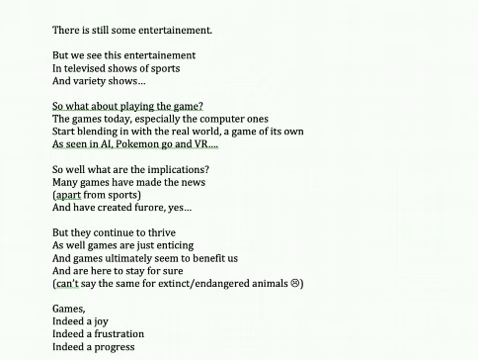 There is still some entertainement.
But we see this entertainement
In televised shows of sports
And variety shows…
So what about playing the game?
The games today, especially the computer ones
Start blending in with the real world, a game of its own
As seen in AI, Pokemon go and VR….
So well what are the implications?
Many games have made the news
(apart from sports)
And have created furore, yes…
But they continue to thrive
As well games are just enticing
And games ultimately seem to benefit us
And are here to stay for sure
(can't say the same for extinct/endangered animals ☹)
Games,
Indeed a joy
Indeed a frustration
Indeed a progress